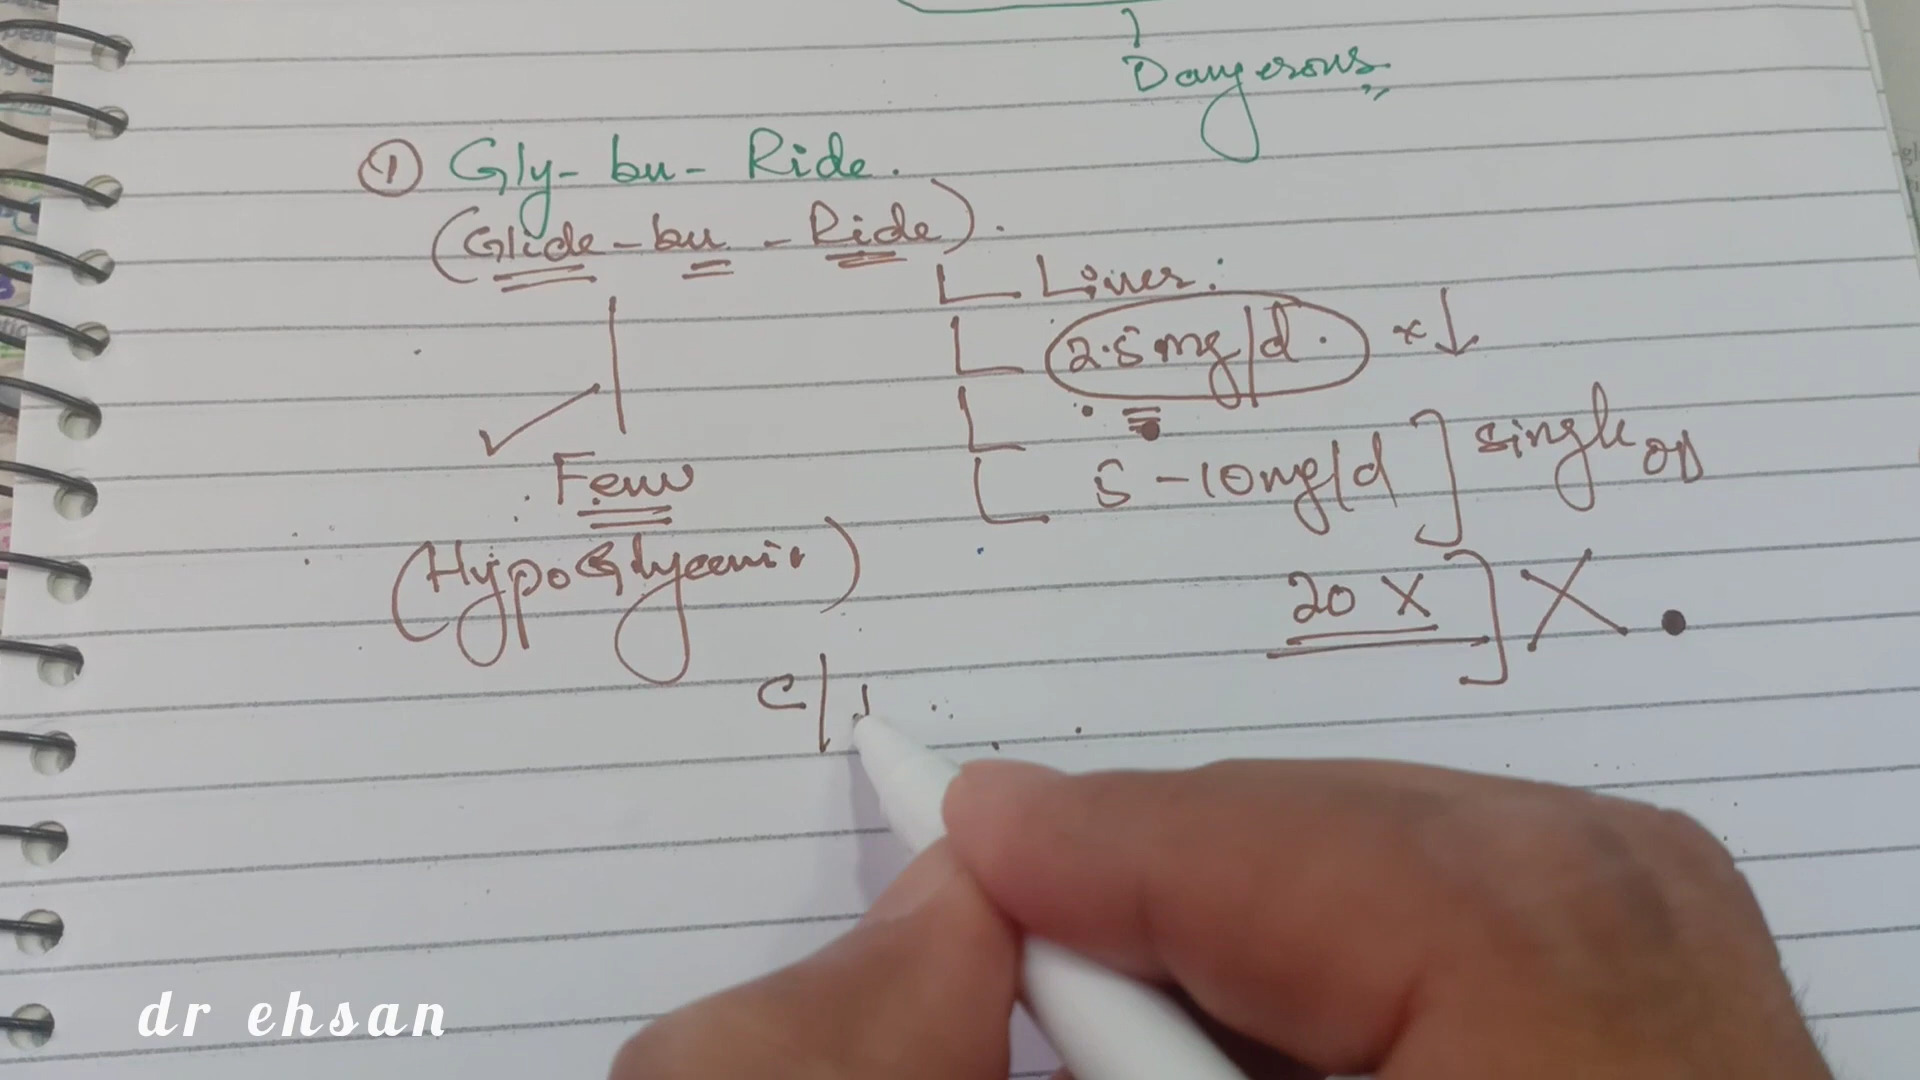 Dangerous
① Gly- bu- Ride.
(Glide-bu - Ride).
Liver:
2.5mg/d. x↓
Few
5 -10mg/d ] single OD
(HypoGlycemic)
20 X ] X.
C/I
dr ehsan